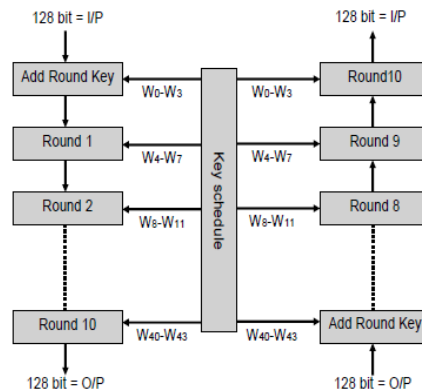 128 bit = I/P
128 bit = I/P
Add Round Key
W0-W3
W0-W3
Round10
Round 1
W4-W7
W4-W7
Round 9
Key schedule
Round 2
W8-W11
W8-W11
Round 8
Round 10
W40-W43
W40-W43
Add Round Key
128 bit = O/P
128 bit = O/P